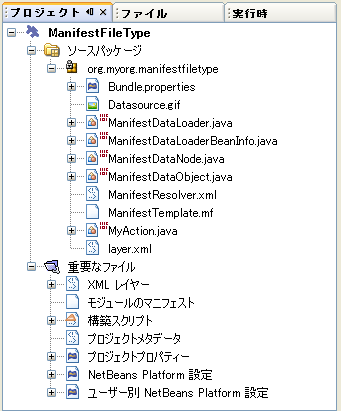 プロジェクト
ファイル
実行時
ManifestFileType
ソースパッケージ
org.myorg.manifestfiletype
Bundle.properties
Datasource.gif
ManifestDataLoader.java
ManifestDataLoaderBeanInfo.java
ManifestDataNode.java
ManifestDataObject.java
ManifestResolver.xml
ManifestTemplate.mf
MyAction.java
layer.xml
重要なファイル
XML レイヤー
モジュールのマニフェスト
構築スクリプト
プロジェクトメタデータ
プロジェクトプロパティー
NetBeans Platform 設定
ユーザー別 NetBeans Platform 設定